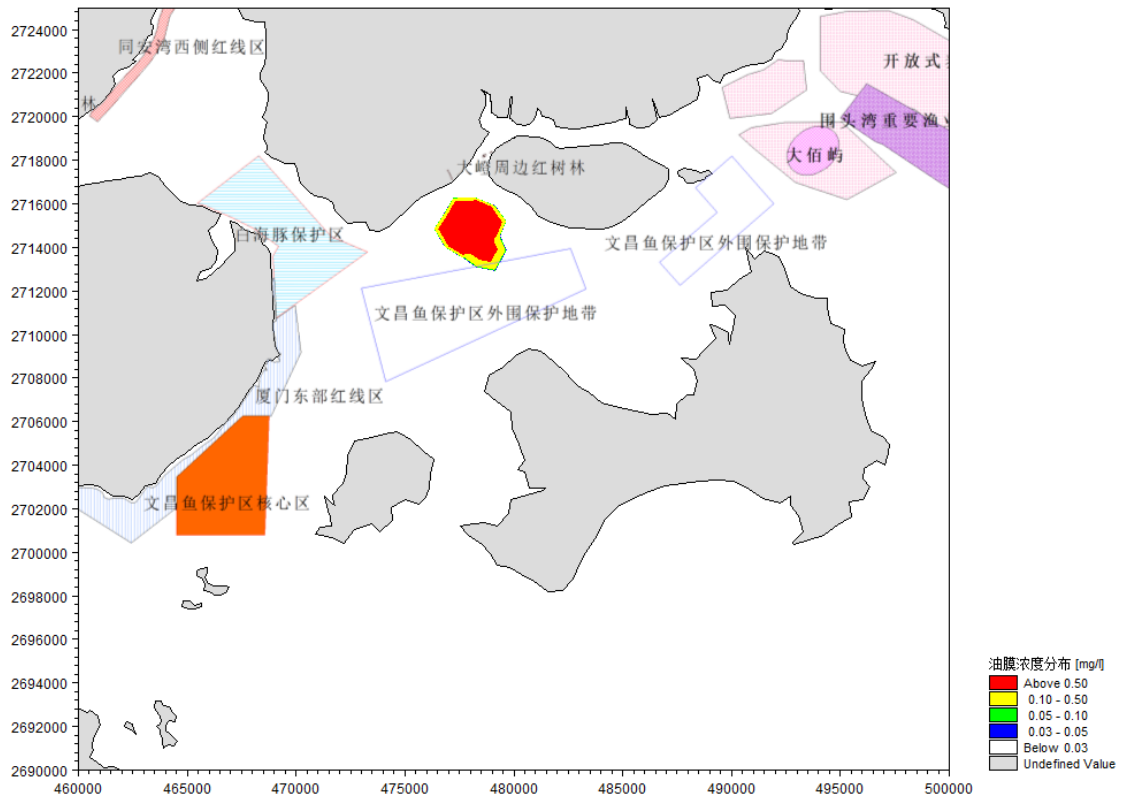 2724000
2722000
2720000
2718000
2716000
2714000
2712000
2710000
2708000
2706000
2704000
2702000
2700000
2698000
2696000
2694000
2692000
2690000
460000
465000
470000
475000
480000
485000
490000
495000
500000
同安湾西侧红线区
林
开放式
围头湾重要渔业
大佰屿
大嶝周边红树林
白海豚保护区
文昌鱼保护区外围保护地带
文昌鱼保护区外围保护地带
厦门东部红线区
文昌鱼保护区核心区
油膜浓度分布 [mg/l]
Above 0.50
0.10 - 0.50
0.05 - 0.10
0.03 - 0.05
Below 0.03
Undefined Value